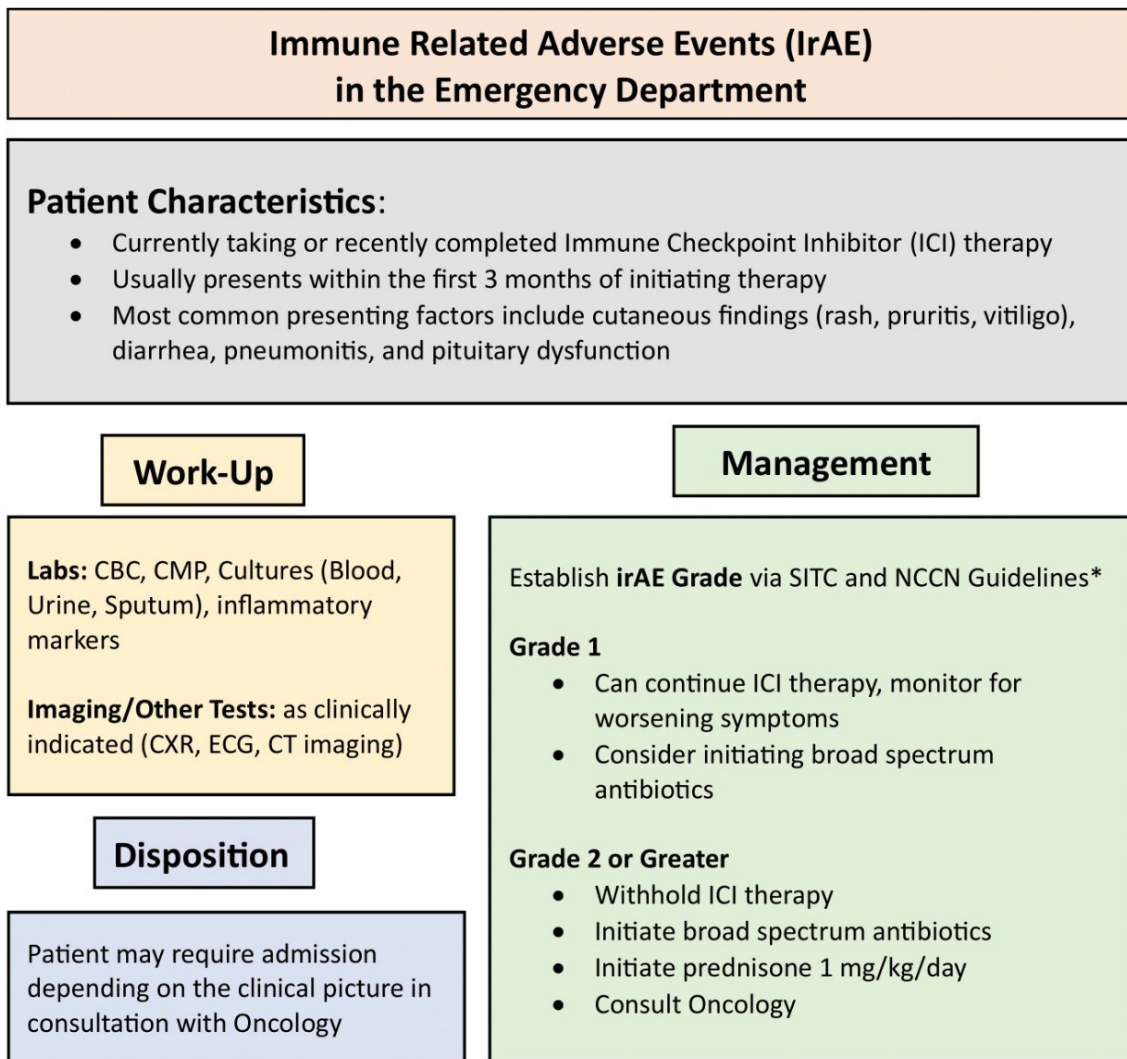 Immune Related Adverse Events (IrAE)
in the Emergency Department
Patient Characteristics:
• Currently taking or recently completed Immune Checkpoint Inhibitor (ICI) therapy
• Usually presents within the first 3 months of initiating therapy
• Most common presenting factors include cutaneous findings (rash, pruritis, vitiligo),
diarrhea, pneumonitis, and pituitary dysfunction
Work-Up
Labs: CBC, CMP, Cultures (Blood,
Urine, Sputum), inflammatory
markers
Imaging/Other Tests: as clinically
indicated (CXR, ECG, CT imaging)
Disposition
Patient may require admission
depending on the clinical picture in
consultation with Oncology
Management
Establish irAE Grade via SITC and NCCN Guidelines*
Grade 1
• Can continue ICI therapy, monitor for
worsening symptoms
• Consider initiating broad spectrum
antibiotics
Grade 2 or Greater
• Withhold ICI therapy
• Initiate broad spectrum antibiotics
• Initiate prednisone 1 mg/kg/day
• Consult Oncology